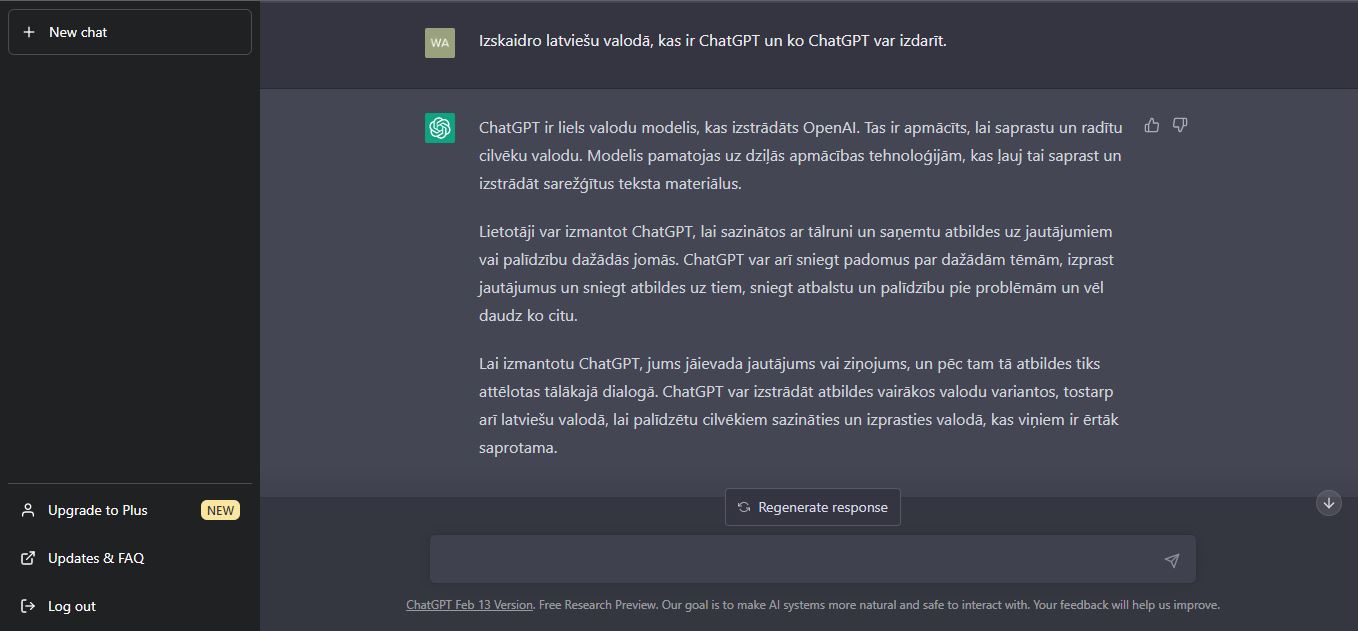 New chat
WA
Izskaidro latviešu valodā, kas ir ChatGPT un ko ChatGPT var izdarīt.
ChatGPT ir liels valodu modelis, kas izstrādāts OpenAI. Tas ir apmācīts, lai saprastu un radītu
cilvēku valodu. Modelis pamatojas uz dziļās apmācības tehnoloģijām, kas ļauj tai saprast un
izstrādāt sarežģītus teksta materiālus.
Lietotāji var izmantot ChatGPT, lai sazinātos ar tālruni un saņemtu atbildes uz jautājumiem
vai palīdzību dažādās jomās. ChatGPT var arī sniegt padomus par dažādām tēmām, izprast
jautājumus un sniegt atbildes uz tiem, sniegt atbalstu un palīdzību pie problēmām un vēl
daudz ko citu.
Lai izmantotu ChatGPT, jums jāievada jautājums vai ziņojums, un pēc tam tā atbildes tiks
attēlotas tālākajā dialogā. ChatGPT var izstrādāt atbildes vairākos valodu variantos, tostarp
arī latviešu valodā, lai palīdzētu cilvēkiem sazināties un izprasties valodā, kas viņiem ir ērtāk
saprotama.
Regenerate response
Upgrade to Plus NEW
Updates & FAQ
Log out
ChatGPT Feb 13 Version. Free Research Preview. Our goal is to make AI systems more natural and safe to interact with. Your feedback will help us improve.